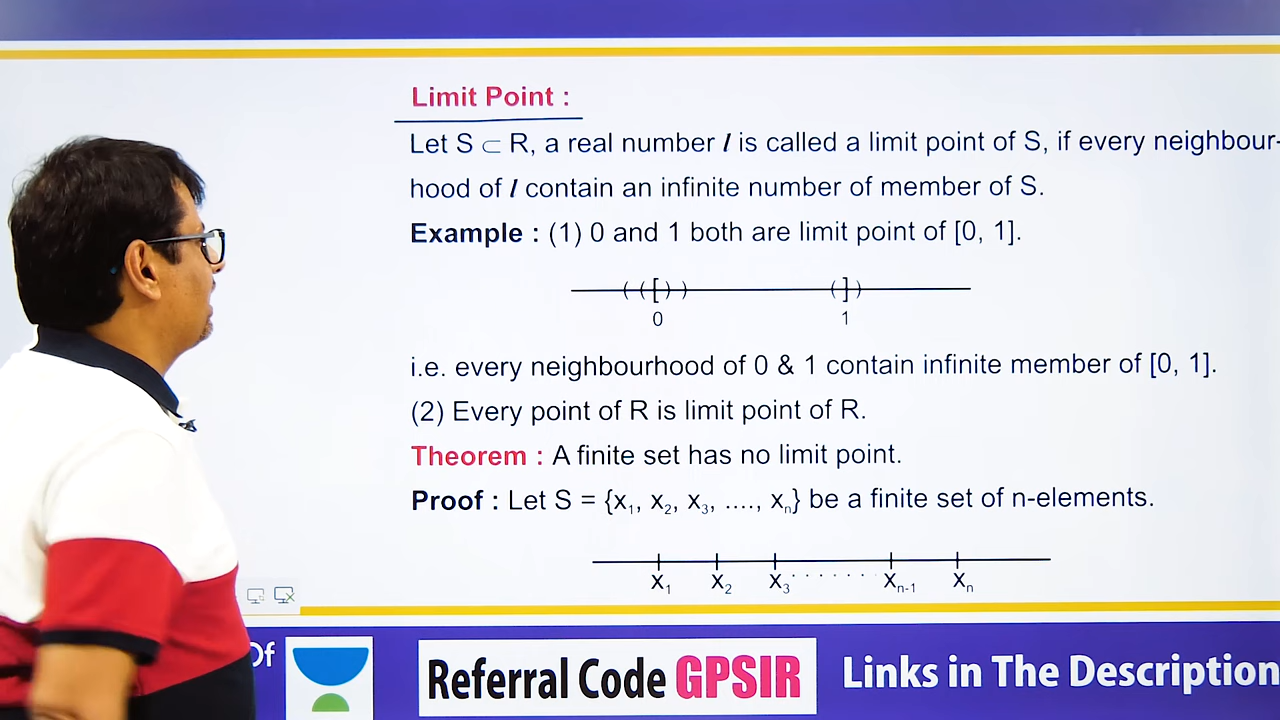 Limit Point :
Let S ⊂ R, a real number l is called a limit point of S, if every neighbour-
hood of l contain an infinite number of member of S.
Example : (1) 0 and 1 both are limit point of [0, 1].
( ( [ ) ) ( ] )
0 1
i.e. every neighbourhood of 0 & 1 contain infinite member of [0, 1].
(2) Every point of R is limit point of R.
Theorem : A finite set has no limit point.
Proof : Let S = {x₁, x₂, x₃, ...., xₙ} be a finite set of n-elements.
x₁ x₂ x₃ . . . . . . . xₙ₋₁ xₙ
Of
Referral Code GPSIR
Links in The Description